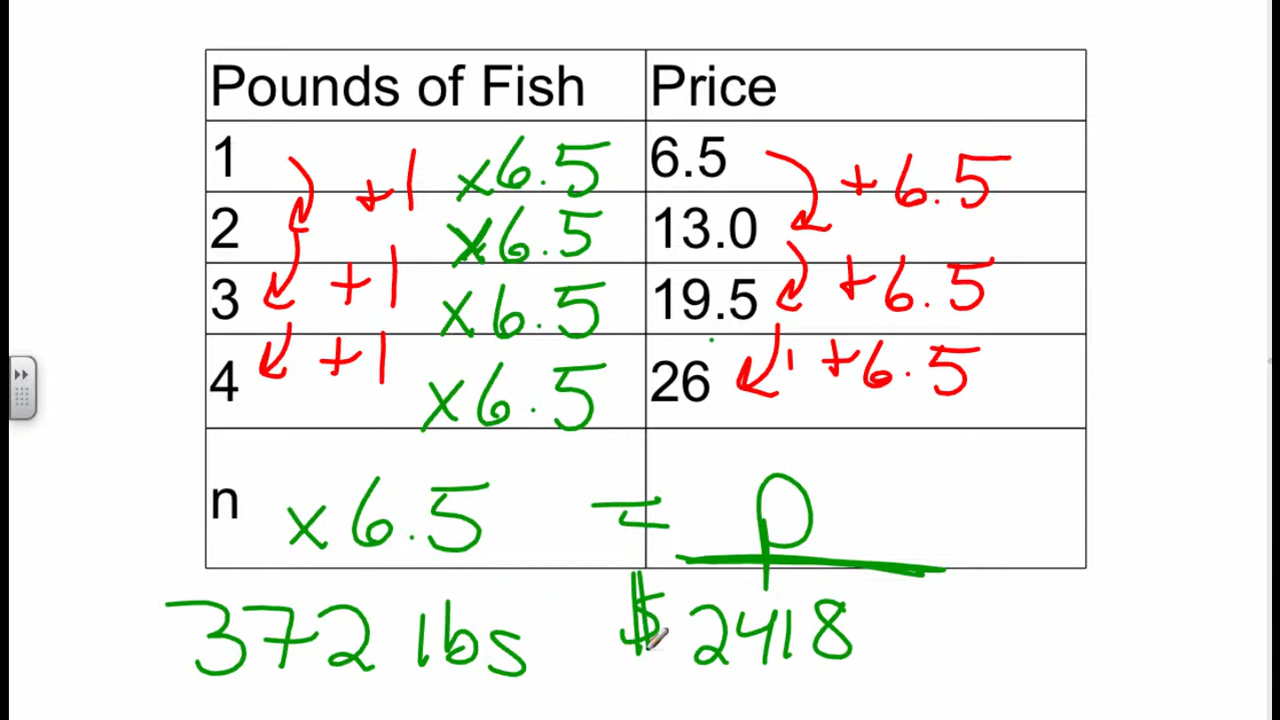 Pounds of Fish Price
1 +1 x6.5 6.5 +6.5
2 x6.5 13.0
3 +1 x6.5 19.5 +6.5
4 +1 x6.5 26 +6.5
n x6.5 = p
372 lbs $2418